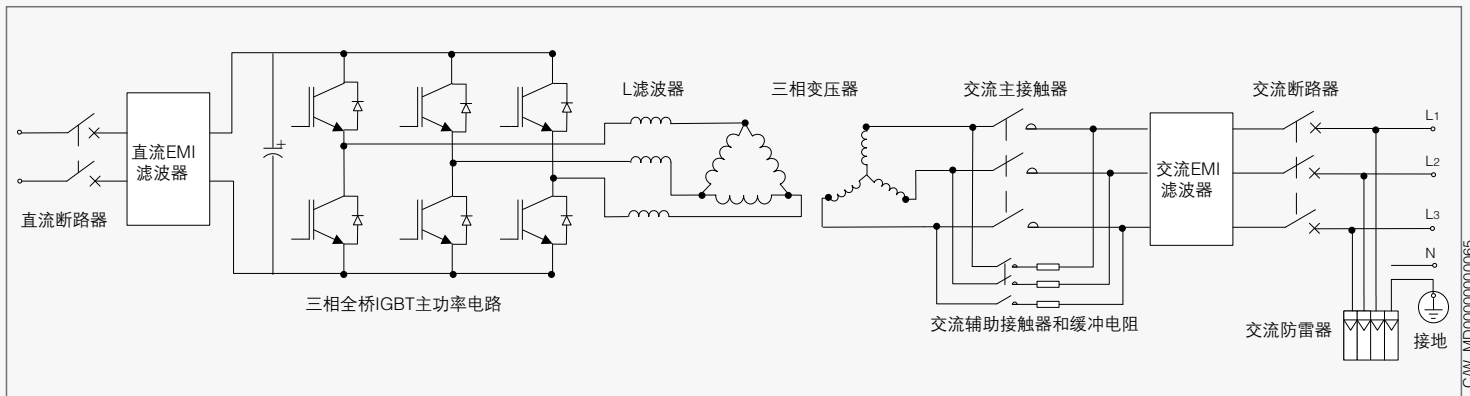 L滤波器
三相变压器
交流主接触器
交流断路器
直流EMI
滤波器
交流EMI
滤波器
L1
L2
L3
N
直流断路器
三相全桥IGBT主功率电路
交流辅助接触器和缓冲电阻
交流防雷器
接地